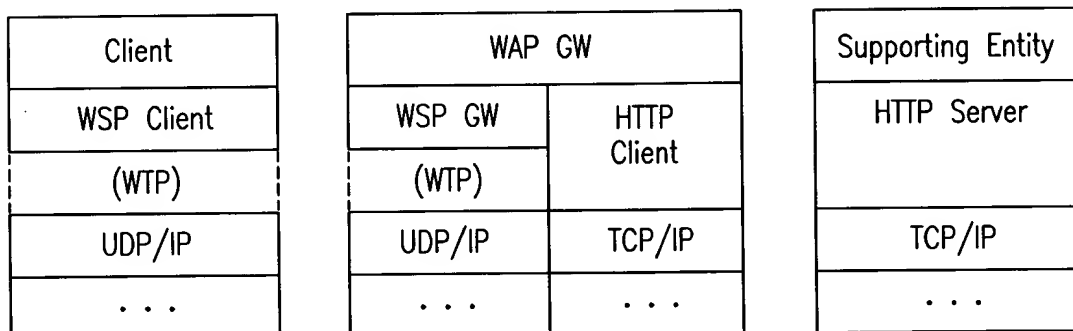 Client
WSP Client
(WTP)
UDP/IP
. . .
WAP GW
WSP GW
(WTP)
UDP/IP
. . .
HTTP
Client
TCP/IP
. . .
Supporting Entity
HTTP Server
TCP/IP
. . .